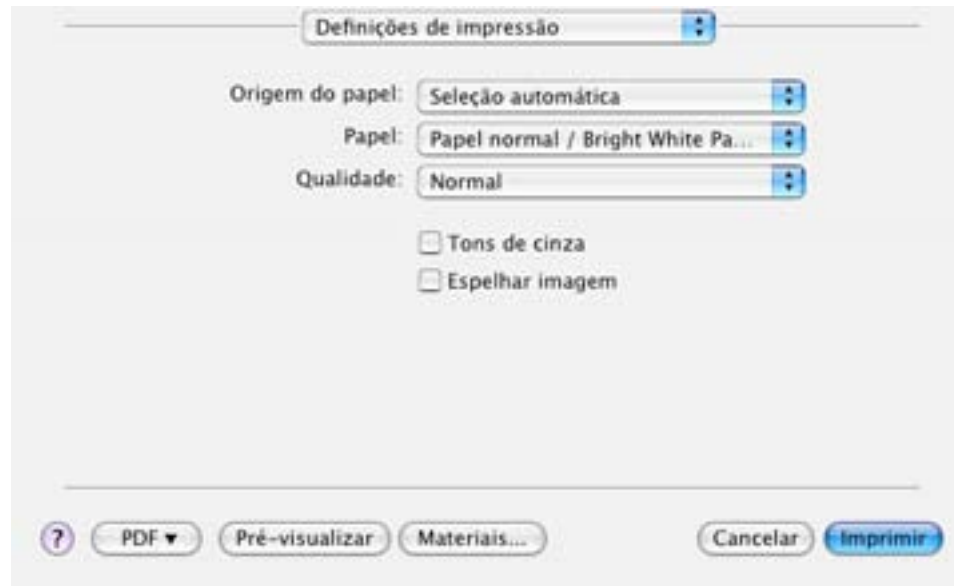 Definições de impressão
Origem do papel: Seleção automática
Papel: Papel normal / Bright White Pa...
Qualidade: Normal
Tons de cinza
Espelhar imagem
? PDF ▼ Pré-visualizar Materiais... Cancelar Imprimir